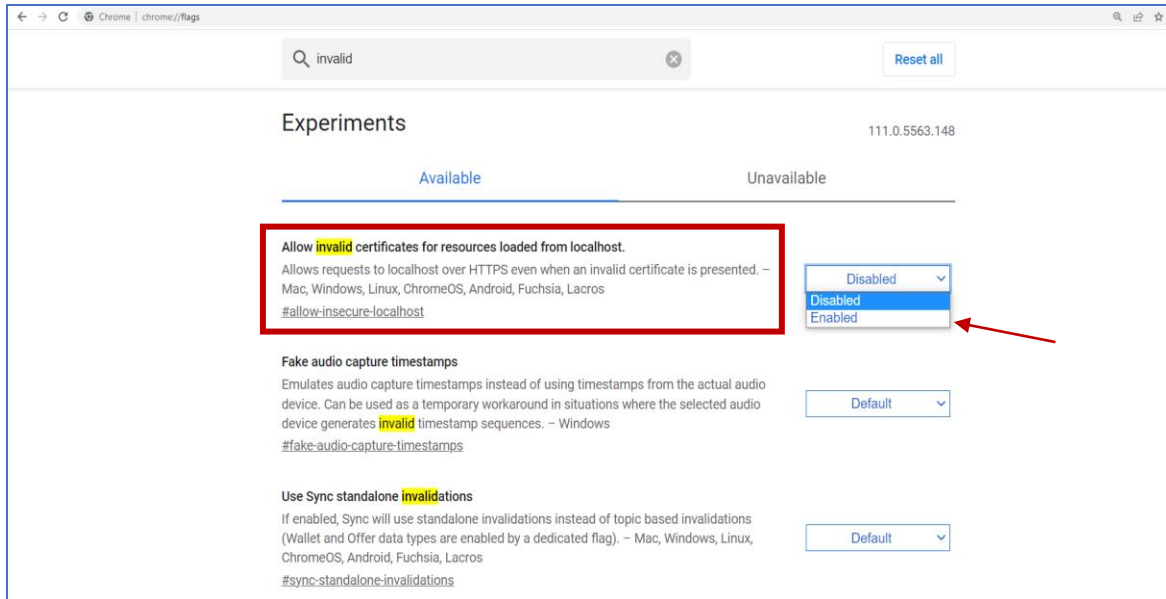 Chrome | chrome://flags
invalid
Reset all
Experiments
111.0.5563.148
Available
Unavailable
Allow invalid certificates for resources loaded from localhost.
Allows requests to localhost over HTTPS even when an invalid certificate is presented. –
Mac, Windows, Linux, ChromeOS, Android, Fuchsia, Lacros
#allow-insecure-localhost
Disabled
Disabled
Enabled
Fake audio capture timestamps
Emulates audio capture timestamps instead of using timestamps from the actual audio
device. Can be used as a temporary workaround in situations where the selected audio
device generates invalid timestamp sequences. – Windows
#fake-audio-capture-timestamps
Default
Use Sync standalone invalidations
If enabled, Sync will use standalone invalidations instead of topic based invalidations
(Wallet and Offer data types are enabled by a dedicated flag). – Mac, Windows, Linux,
ChromeOS, Android, Fuchsia, Lacros
#sync-standalone-invalidations
Default